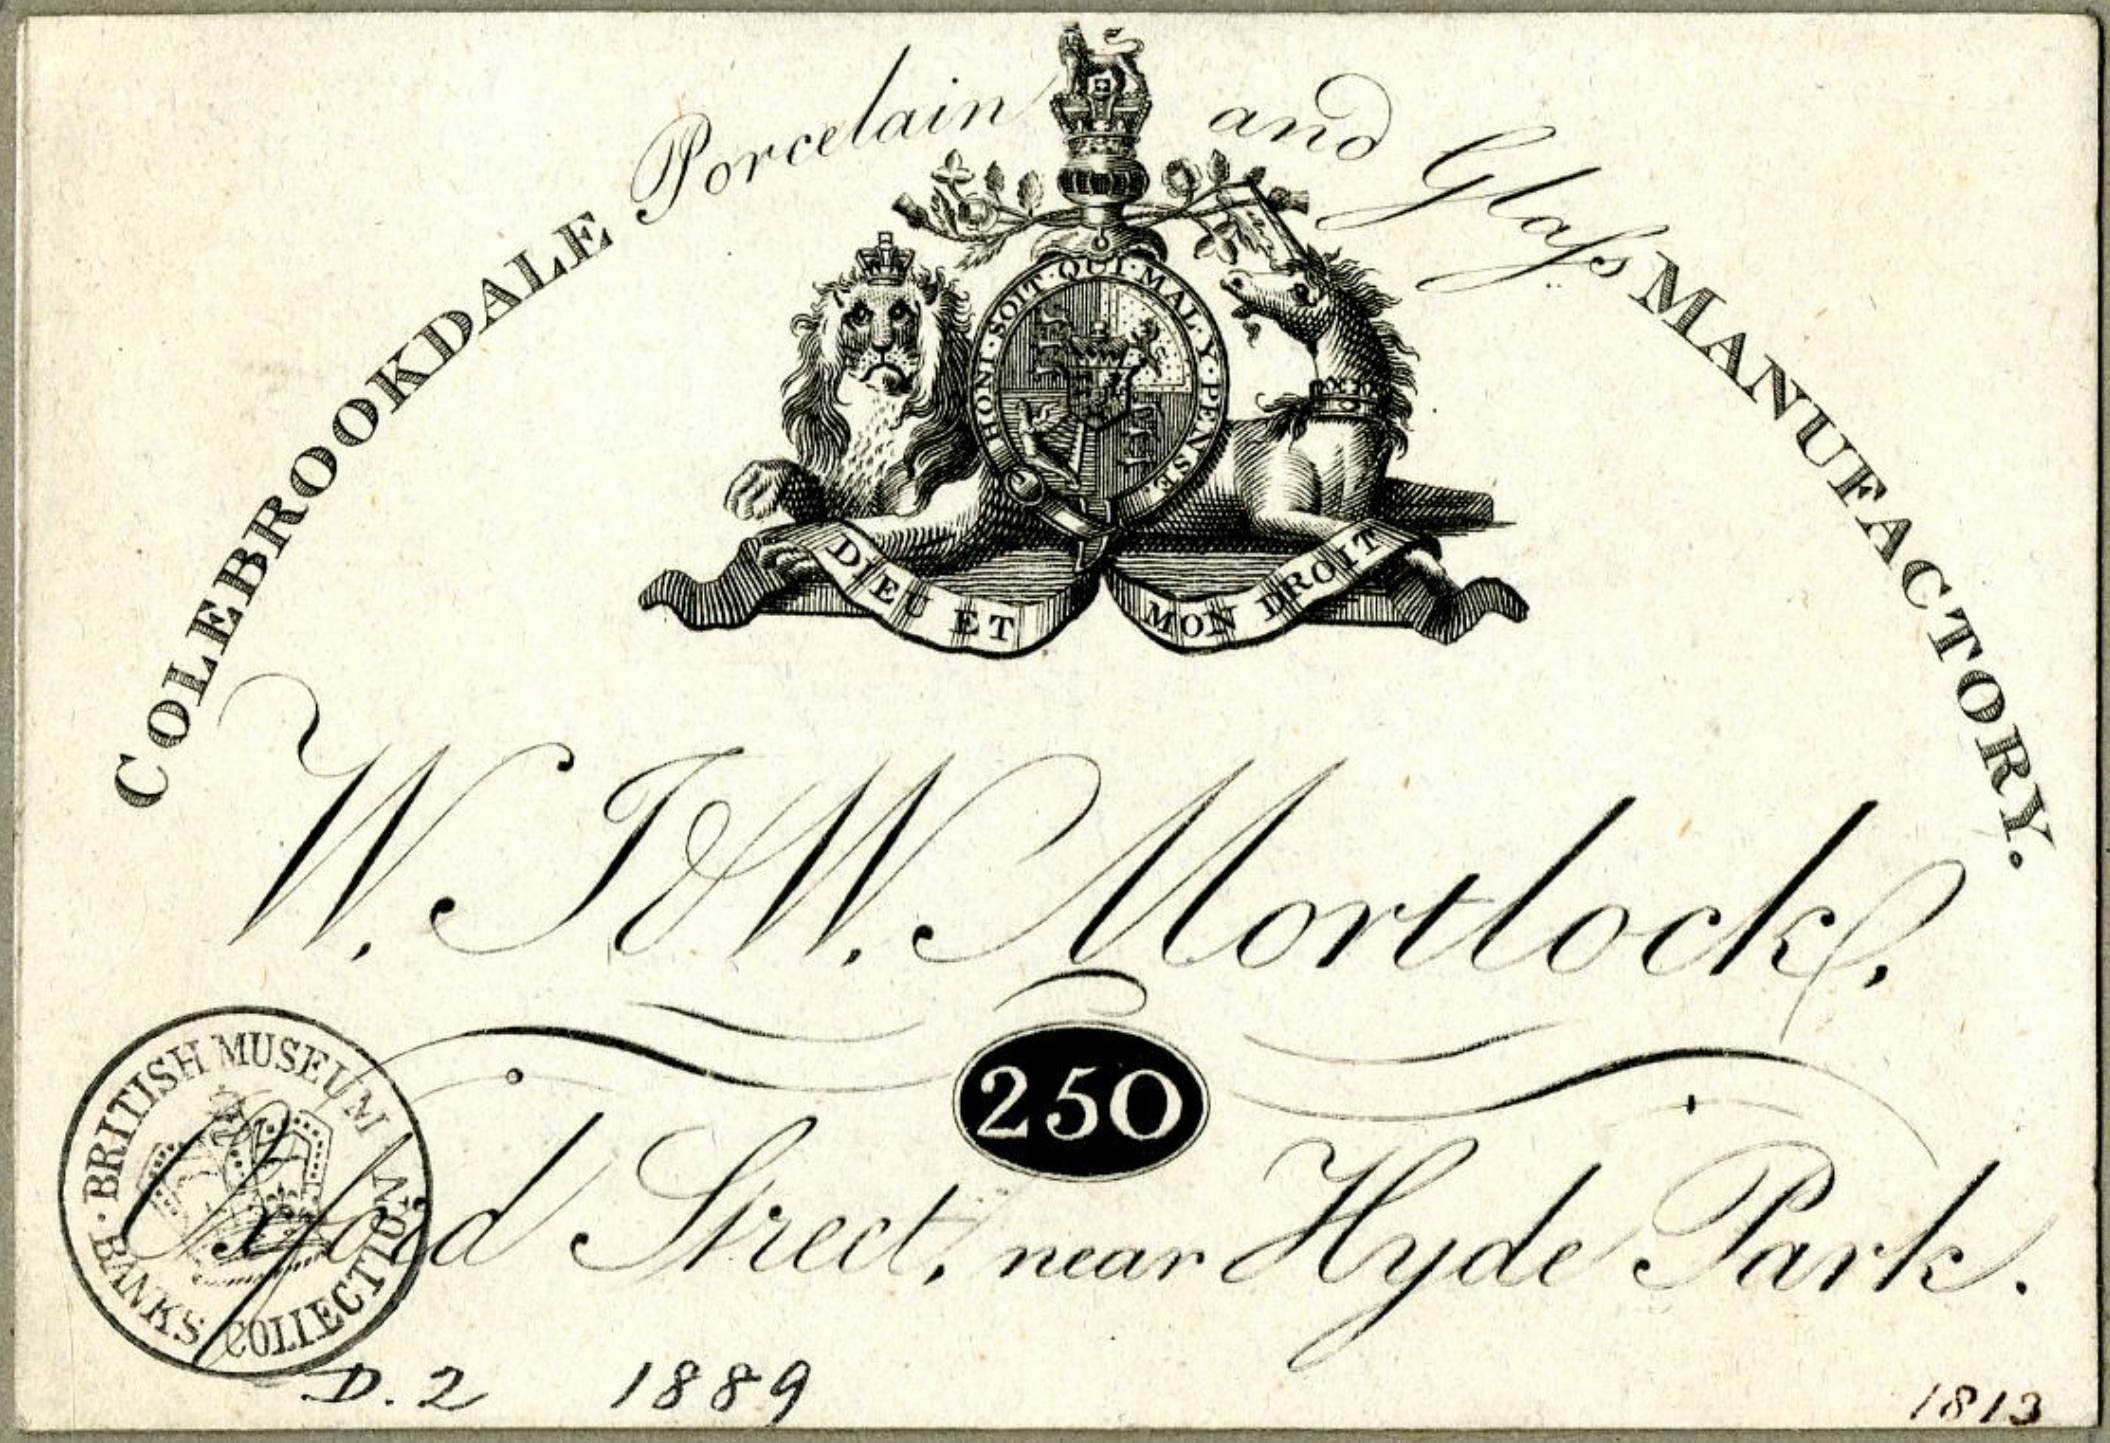 COLEBROOKDALE Porcelain and Glaſs MANUFACTORY.
HONI·SOIT·QUI·MAL·Y·PENSE.
DIEU ET MON DROIT
W. J & W. Mortlock,
250
Oxford Street, near Hyde Park.
·BRITISH MUSEUM·
BANKS COLLECTION
D.2 1889
1813